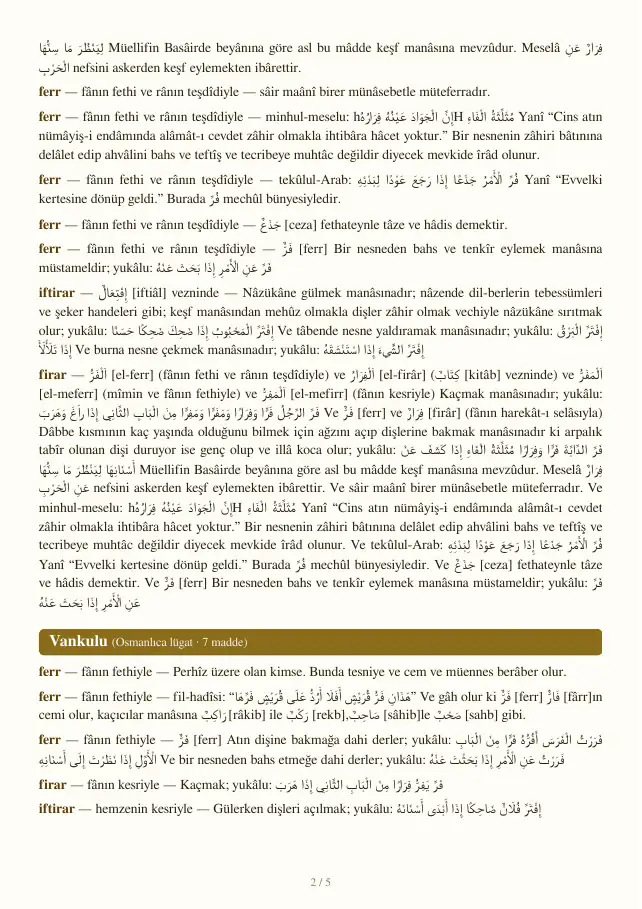 لِيَنْظُرَ مَا سِنُّهَا Müellifin Basâirde beyânına göre asl bu mâdde keşf manâsına mevzûdur. Meselâ فِرَارٌ عَنِ
الْحَرْبِ nefsini askerden keşf eylemekten ibârettir.
ferr — fânın fethi ve rânın teşdîdiyle — sâir maânî birer münâsebetle müteferradır.
ferr — fânın fethi ve rânın teşdîdiyle — minhul-meselu: hإِنَّ الْجَوَادَ عَيْنُهُ فِرَارُهُH مُثَلَّثَةُ الْفَاءِ Yanî “Cins atın
nümâyiş-i endâmında alâmât-ı cevdet zâhir olmakla ihtibâra hâcet yoktur.” Bir nesnenin zâhiri bâtınına
delâlet edip ahvâlini bahs ve teftîş ve tecribeye muhtâc değildir diyecek mevkide îrâd olunur.
ferr — fânın fethi ve rânın teşdîdiyle — tekûlul-Arab: فُرَّ الْأَمْرُ جَذَعًا إِذَا رَجَعَ عَوْدًا لِبَدْئِهِ Yanî “Evvelki
kertesine dönüp geldi.” Burada فُرَّ mechûl bünyesiyledir.
ferr — fânın fethi ve rânın teşdîdiyle — جَذَعٌ [ceza] fethateynle tâze ve hâdis demektir.
ferr — fânın fethi ve rânın teşdîdiyle — فَرٌّ [ferr] Bir nesneden bahs ve tenkîr eylemek manâsına
müstameldir; yukâlu: فَرَّ عَنِ الْأَمْرِ إِذَا بَحَثَ عَنْهُ
iftirar — إِفْتِعَالٌ [iftiâl] vezninde — Nâzükâne gülmek manâsınadır; nâzende dil-berlerin tebessümleri
ve şeker handeleri gibi; keşf manâsından mehûz olmakla dişler zâhir olmak vechiyle nâzükâne sırıtmak
olur; yukâlu: إِفْتَرَّ الْمَحْبُوبُ إِذَا ضَحِكَ ضَحِكًا حَسَنًا Ve tâbende nesne yaldıramak manâsınadır; yukâlu: إِفْتَرَّ الْبَرْقُ
إِذَا تَلَأْلَأَ Ve burna nesne çekmek manâsınadır; yukâlu: إِفْتَرَّ الشَّيْءَ إِذَا اسْتَنْشَقَهُ
firar — اَلْفَرُّ [el-ferr] (fânın fethi ve rânın teşdîdiyle) ve اَلْفِرَارُ [el-firâr] (كِتَابٌ [kitâb] vezninde) ve اَلْمَفَرُّ
[el-meferr] (mîmin ve fânın fethiyle) ve اَلْمَفِرُّ [el-mefirr] (fânın kesriyle) Kaçmak manâsınadır; yukâlu:
فَرَّ الرَّجُلُ فَرًّا وَفِرَارًا وَمَفَرًّا وَمَفِرًّا مِنَ الْبَابِ الثَّانِي إِذَا رَاغَ وَهَرَبَ Ve فَرٌّ [ferr] ve فِرَارٌ [firâr] (fânın harekât-ı selâsıyla)
Dâbbe kısmının kaç yaşında olduğunu bilmek için ağzını açıp dişlerine bakmak manâsınadır ki arpalık
tabîr olunan dişi duruyor ise genç olup ve illâ koca olur; yukâlu: فَرَّ الدَّابَّةَ فَرًّا وَفِرَارًا مُثَلَّثَةَ الْفَاءِ إِذَا كَشَفَ عَنْ
أَسْنَانِهَا لِيَنْظُرَ مَا سِنُّهَا Müellifin Basâirde beyânına göre asl bu mâdde keşf manâsına mevzûdur. Meselâ فِرَارٌ
عَنِ الْحَرْبِ nefsini askerden keşf eylemekten ibârettir. Ve sâir maânî birer münâsebetle müteferradır. Ve
minhul-meselu: hإِنَّ الْجَوَادَ عَيْنُهُ فِرَارُهُH مُثَلَّثَةُ الْفَاءِ Yanî “Cins atın nümâyiş-i endâmında alâmât-ı cevdet
zâhir olmakla ihtibâra hâcet yoktur.” Bir nesnenin zâhiri bâtınına delâlet edip ahvâlini bahs ve teftîş ve
tecribeye muhtâc değildir diyecek mevkide îrâd olunur. Ve tekûlul-Arab: فُرَّ الْأَمْرُ جَذَعًا إِذَا رَجَعَ عَوْدًا لِبَدْئِهِ
Yanî “Evvelki kertesine dönüp geldi.” Burada فُرَّ mechûl bünyesiyledir. Ve جَذَعٌ [ceza] fethateynle tâze
ve hâdis demektir. Ve فَرٌّ [ferr] Bir nesneden bahs ve tenkîr eylemek manâsına müstameldir; yukâlu: فَرَّ
عَنِ الْأَمْرِ إِذَا بَحَثَ عَنْهُ
Vankulu (Osmanlıca lügat · 7 madde)
ferr — fânın fethiyle — Perhîz üzere olan kimse. Bunda tesniye ve cem ve müennes berâber olur.
ferr — fânın fethiyle — fil-hadîsi: “هَذَانِ فَرُّ قُرَيْشٍ أَفَلَا أَرُدُّ عَلَى قُرَيْشٍ فَرَّهَا” Ve gâh olur ki فَرٌّ [ferr] فَارٌّ [fârr]ın
cemi olur, kaçıcılar manâsına رَاكِبٌ [râkib] ile رَكْبٌ [rekb], صَاحِبٌ [sâhib]le صَحْبٌ [sahb] gibi.
ferr — fânın fethiyle — فَرٌّ [ferr] Atın dişine bakmağa dahi derler; yukâlu: فَرَرْتُ الْفَرَسَ أَفُرُّهُ فَرًّا مِنَ الْبَابِ
الْأَوَّلِ إِذَا نَظَرْتَ إِلَى أَسْنَانِهِ Ve bir nesneden bahs etmeğe dahi derler; yukâlu: فَرَرْتُ عَنِ الْأَمْرِ إِذَا بَحَثْتَ عَنْهُ
firar — fânın kesriyle — Kaçmak; yukâlu: فَرَّ يَفِرُّ فِرَارًا مِنَ الْبَابِ الثَّانِي إِذَا هَرَبَ
iftirar — hemzenin kesriyle — Gülerken dişleri açılmak; yukâlu: إِفْتَرَّ فُلَانٌ ضَاحِكًا إِذَا أَبْدَى أَسْنَانَهُ
2 / 5